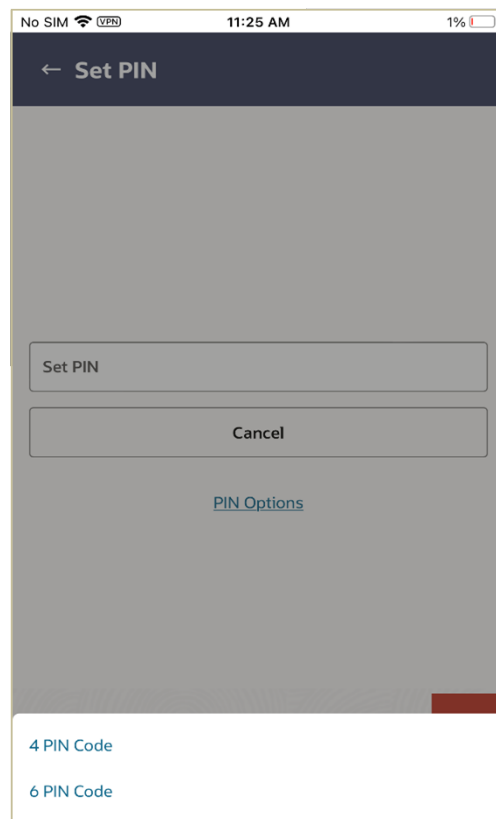 No SIM VPN 11:25 AM 1%
← Set PIN
Set PIN
Cancel
PIN Options
4 PIN Code
6 PIN Code